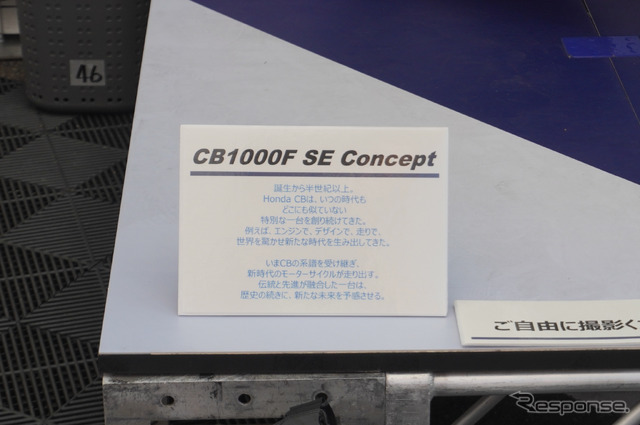 46
CB1000F SE Concept
誕生から半世紀以上。
Honda CBは、いつの時代も
どこにも似ていない
特別な一台を創り続けてきた。
例えば、エンジンで、デザインで、走りで、
世界を驚かせ新たな時代を生み出してきた。
いまCBの系譜を受け継ぎ、
新時代のモーターサイクルが走り出す。
伝統と先進が融合した一台は、
歴史の続きに、新たな未来を予感させる。
ご自由に撮影く
Response.